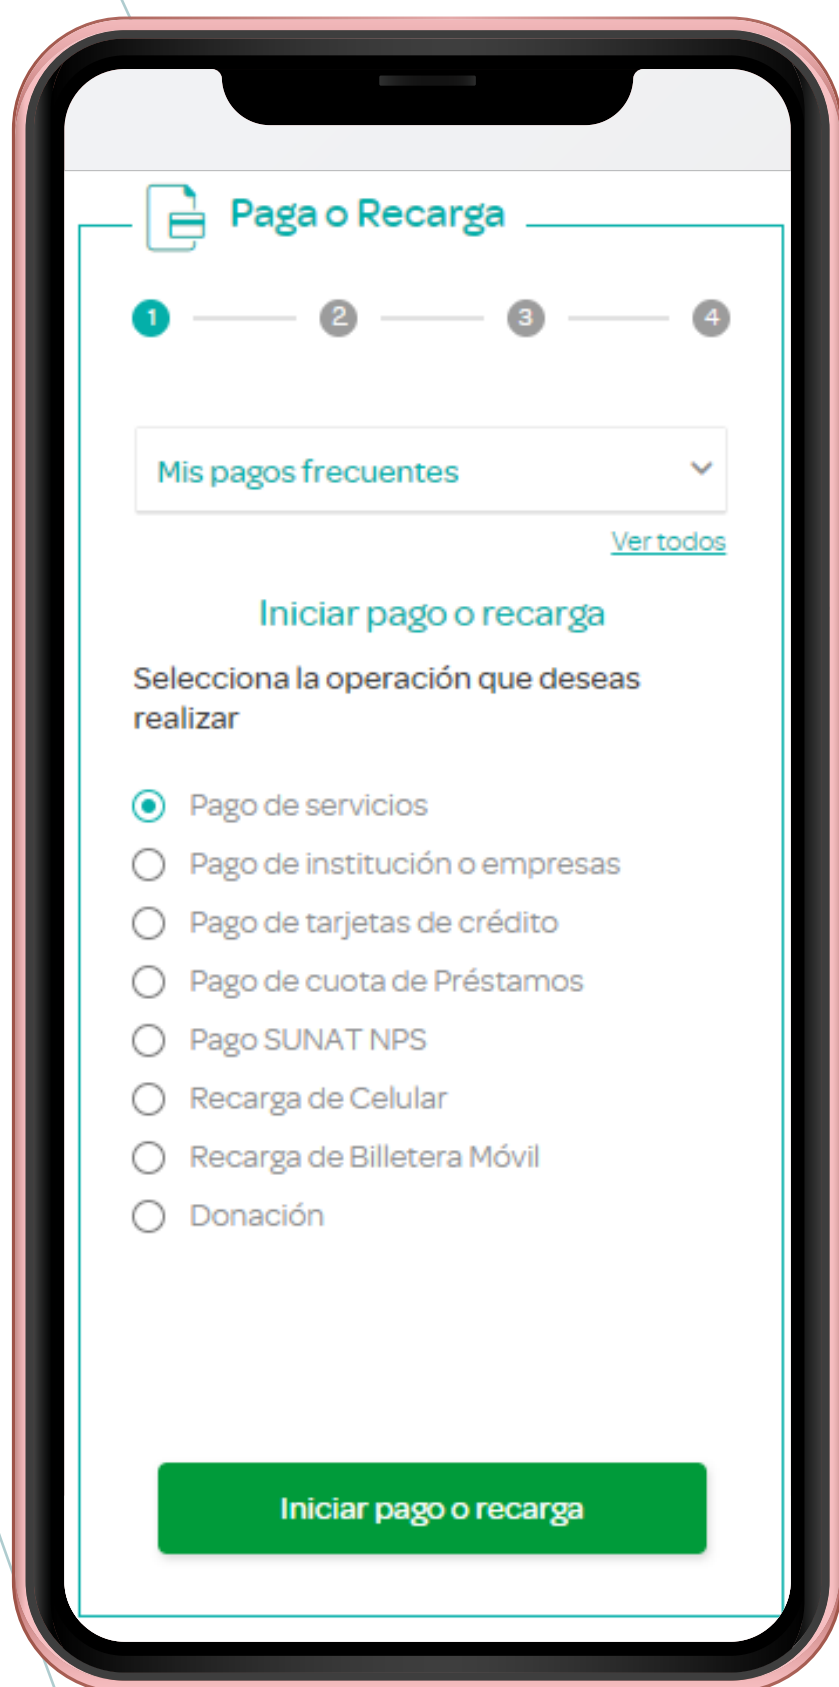 Paga o Recarga
1 2 3 4
Mis pagos frecuentes
Ver todos
Iniciar pago o recarga
Selecciona la operación que deseas
realizar
Pago de servicios
Pago de institución o empresas
Pago de tarjetas de crédito
Pago de cuota de Préstamos
Pago SUNAT NPS
Recarga de Celular
Recarga de Billetera Móvil
Donación
Iniciar pago o recarga